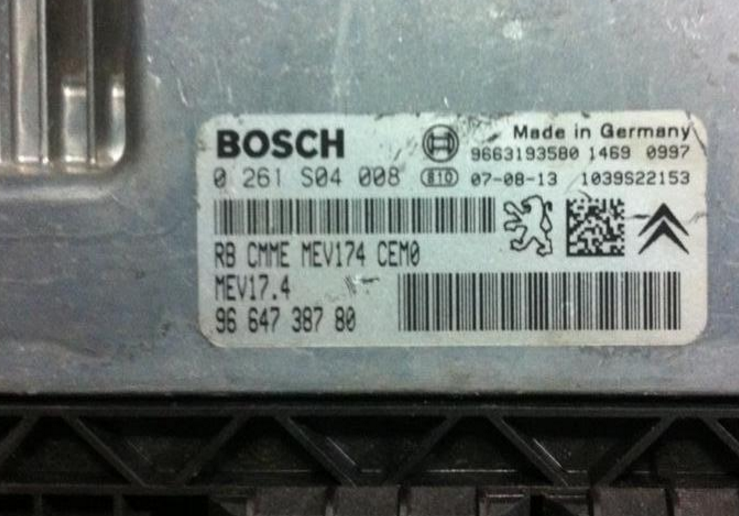 BOSCH
Made in Germany
9663193580 1469 0997
0 261 S04 008 810 07-08-13 1039S22153
RB CMME MEV174 CEM0
MEV17.4
96 647 387 80